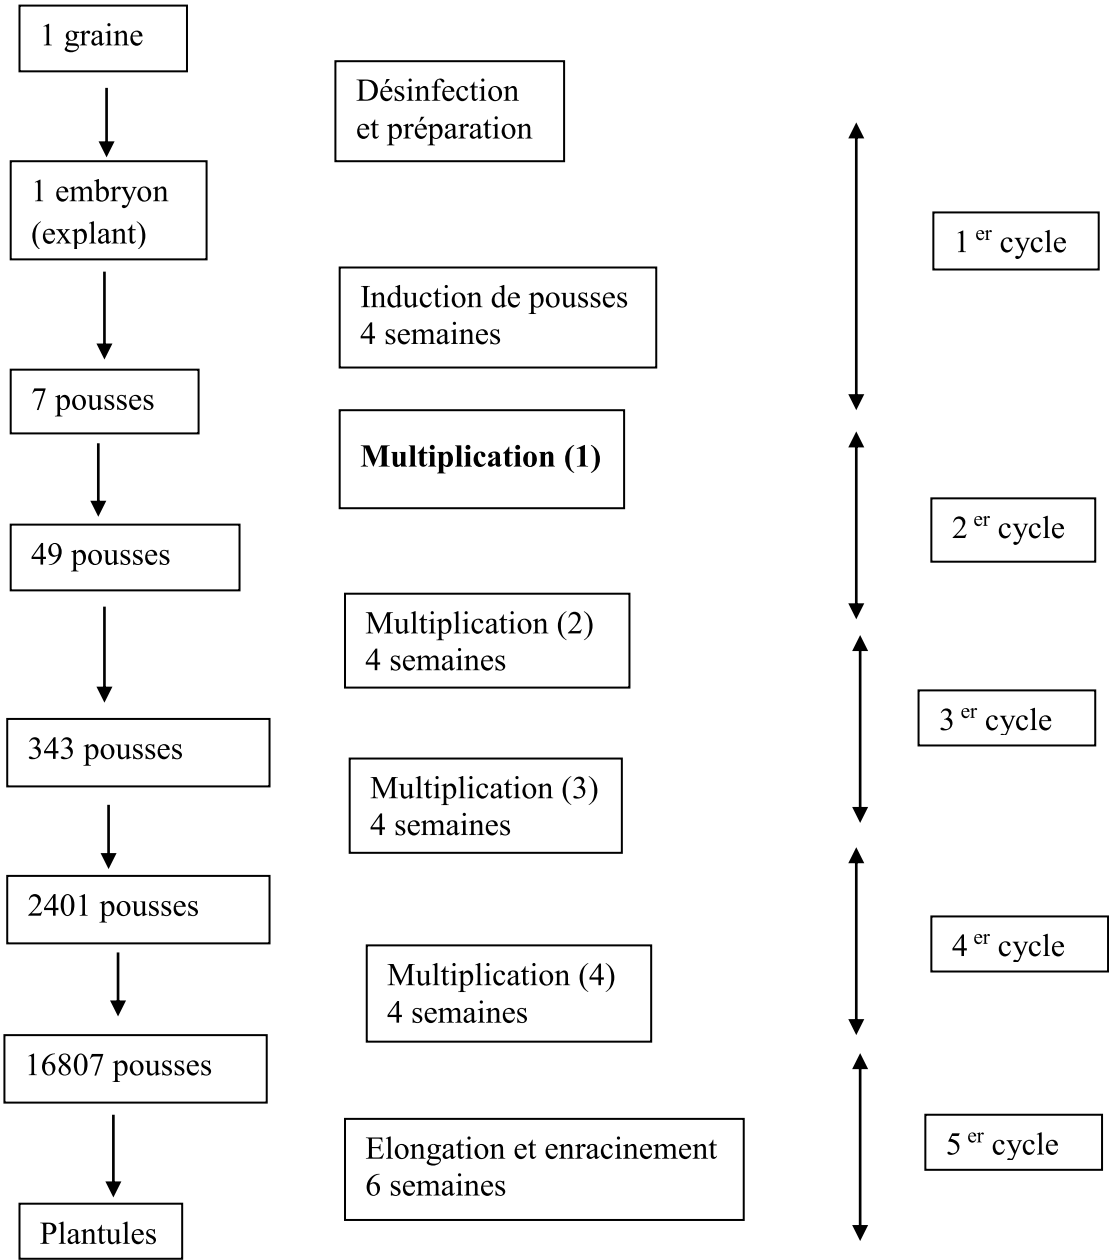 1 graine
Désinfection
et préparation
1 embryon
(explant)
1 er cycle
Induction de pousses
4 semaines
7 pousses
Multiplication (1)
49 pousses
2 er cycle
Multiplication (2)
4 semaines
343 pousses
3 er cycle
Multiplication (3)
4 semaines
2401 pousses
4 er cycle
Multiplication (4)
4 semaines
16807 pousses
Elongation et enracinement
6 semaines
5 er cycle
Plantules